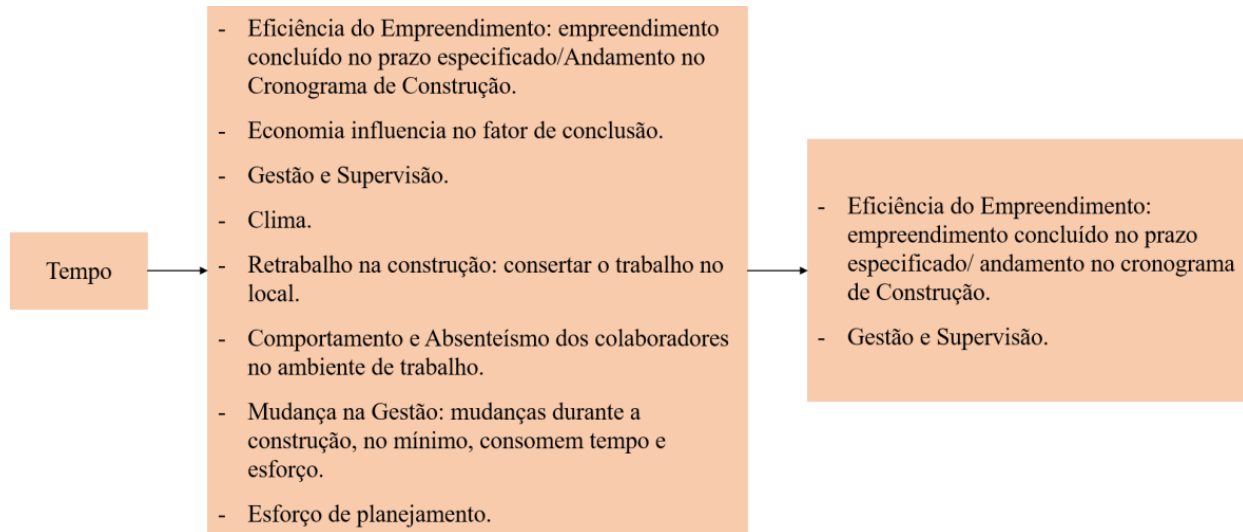 Tempo
- Eficiência do Empreendimento: empreendimento
concluído no prazo especificado/Andamento no
Cronograma de Construção.
- Economia influencia no fator de conclusão.
- Gestão e Supervisão.
- Clima.
- Retrabalho na construção: consertar o trabalho no
local.
- Comportamento e Absenteísmo dos colaboradores
no ambiente de trabalho.
- Mudança na Gestão: mudanças durante a
construção, no mínimo, consomem tempo e
esforço.
- Esforço de planejamento.
- Eficiência do Empreendimento:
empreendimento concluído no prazo
especificado/ andamento no cronograma
de Construção.
- Gestão e Supervisão.